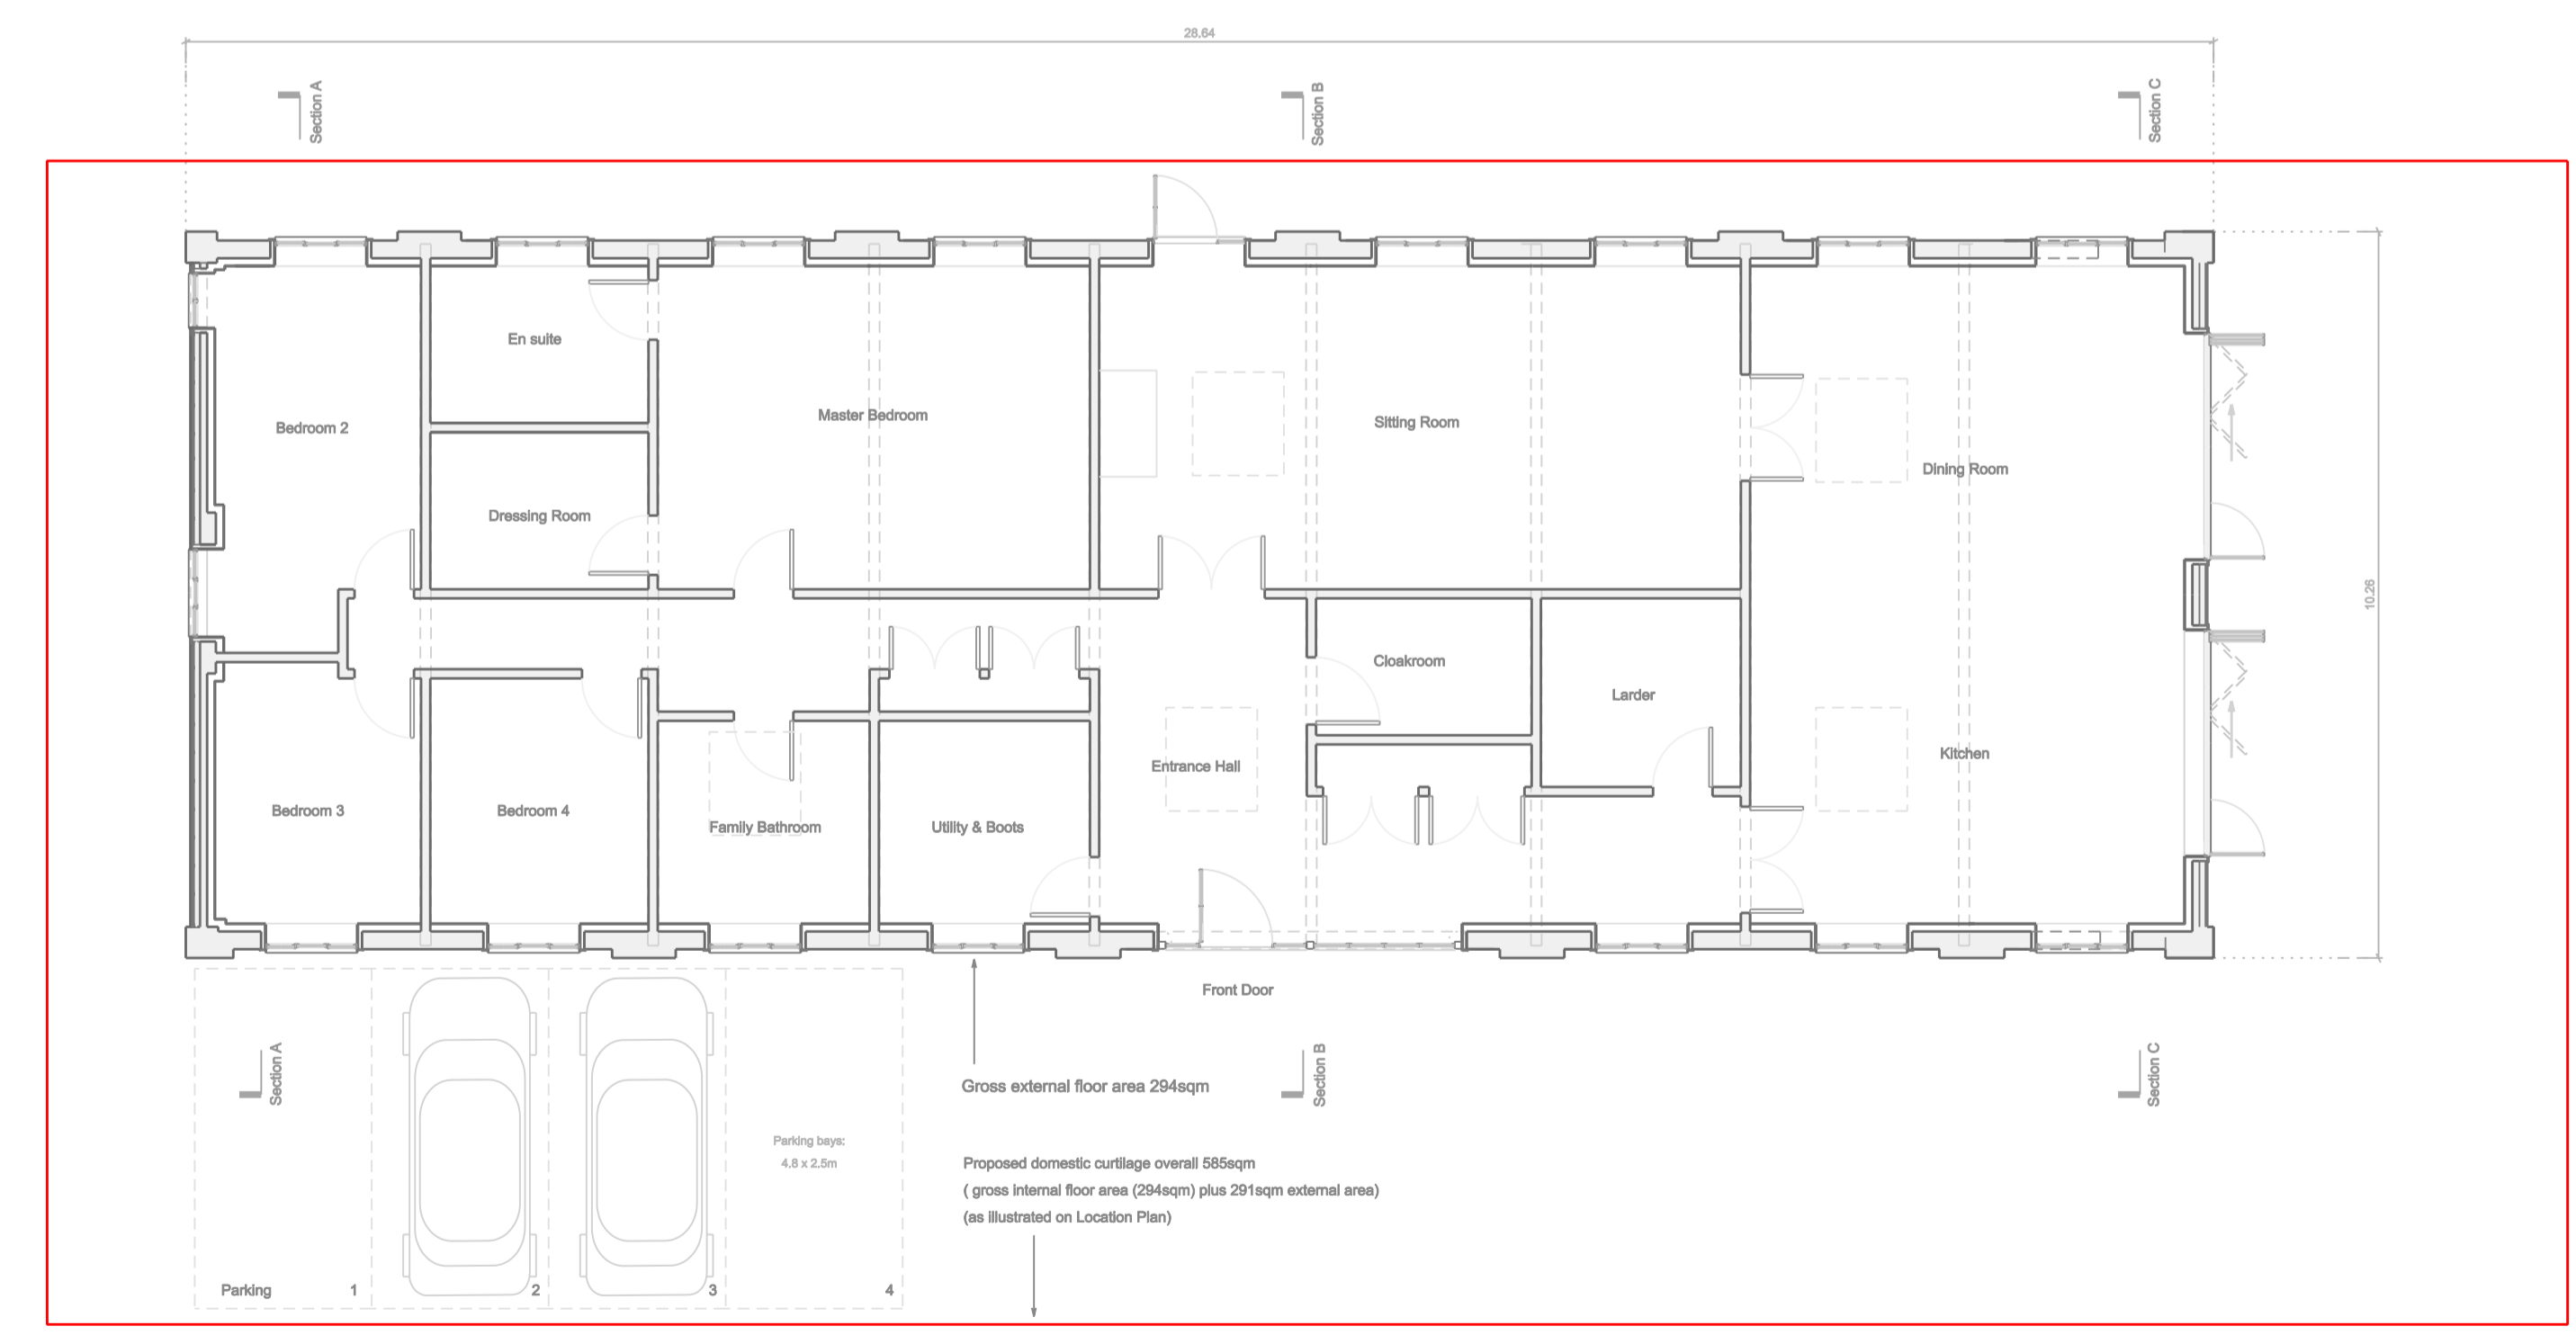 28.64
Section A
Section B
Section C
En suite
Master Bedroom
Sitting Room
Bedroom 2
Dining Room
Dressing Room
10.26
Cloakroom
Larder
Kitchen
Entrance Hall
Bedroom 3
Bedroom 4
Family Bathroom
Utility & Boots
Front Door
Section A
Section B
Section C
Gross external floor area 294sqm
Parking bays:
4.8 x 2.5m
Proposed domestic curtilage overall 585sqm
( gross internal floor area (294sqm) plus 291sqm external area)
(as illustrated on Location Plan)
Parking 1 2 3 4